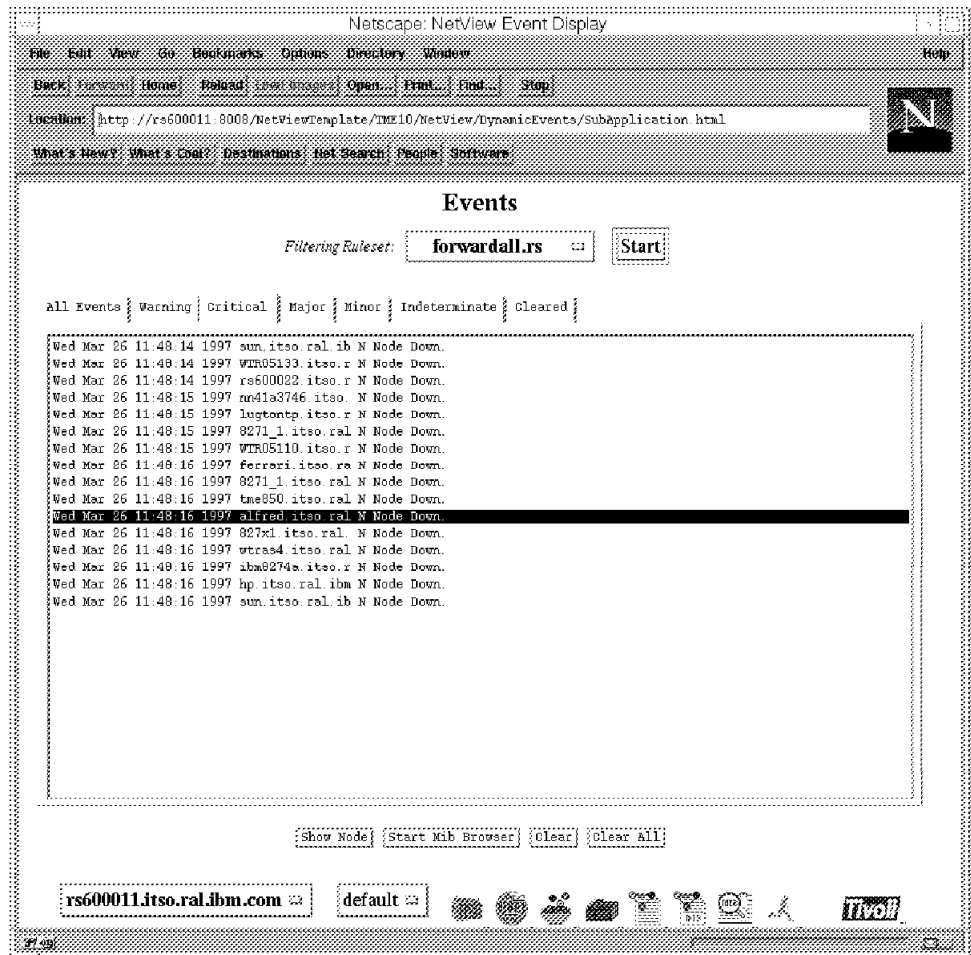 Netscape: NetView Event Display
File Edit View Go Bookmarks Options Directory Window Help
Back Forward Home Reload Load Images Open... Print... Find... Stop
Location: http://rs600011:8008/NetViewTemplate/TME10/NetView/DynamicEvents/SubApplication.html
What's New? What's Cool? Destinations Net Search People Software
N
Events
Filtering Ruleset: forwardall.rs Start
All Events Warning Critical Major Minor Indeterminate Cleared
Wed Mar 26 11:48:14 1997 sun.itso.ral.ib N Node Down.
Wed Mar 26 11:48:14 1997 WTR05133.itso.r N Node Down.
Wed Mar 26 11:48:14 1997 rs600022.itso.r N Node Down.
Wed Mar 26 11:48:15 1997 nn41a3746.itso. N Node Down.
Wed Mar 26 11:48:15 1997 lugtontp.itso.r N Node Down.
Wed Mar 26 11:48:15 1997 8271_1.itso.ral N Node Down.
Wed Mar 26 11:48:15 1997 WTR05110.itso.r N Node Down.
Wed Mar 26 11:48:16 1997 ferrari.itso.ra N Node Down.
Wed Mar 26 11:48:16 1997 8271_1.itso.ral N Node Down.
Wed Mar 26 11:48:16 1997 tme850.itso.ral N Node Down.
Wed Mar 26 11:48:16 1997 alfred.itso.ral N Node Down.
Wed Mar 26 11:48:16 1997 827x1.itso.ral. N Node Down.
Wed Mar 26 11:48:16 1997 wtras4.itso.ral N Node Down.
Wed Mar 26 11:48:16 1997 ibm8274a.itso.r N Node Down.
Wed Mar 26 11:48:16 1997 hp.itso.ral.ibm N Node Down.
Wed Mar 26 11:48:16 1997 sun.itso.ral.ib N Node Down.
Show Node Start Mib Browser Clear Clear All
rs600011.itso.ral.ibm.com default Tivoli